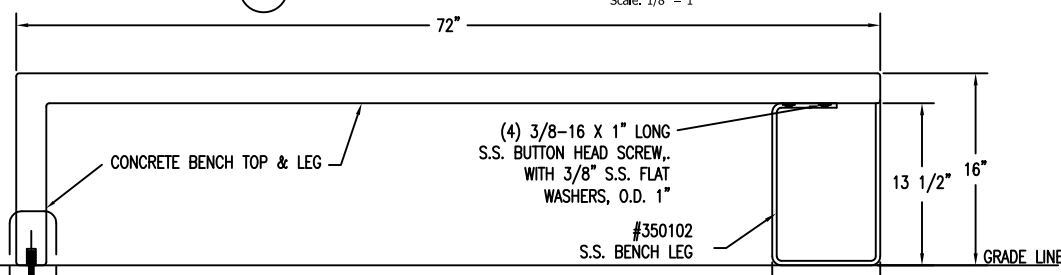 Scale: 1/8" = 1'
72"
(4) 3/8-16 X 1" LONG
S.S. BUTTON HEAD SCREW,.
WITH 3/8" S.S. FLAT
WASHERS, O.D. 1"
CONCRETE BENCH TOP & LEG
13 1/2"
16"
#350102
S.S. BENCH LEG
GRADE LINE